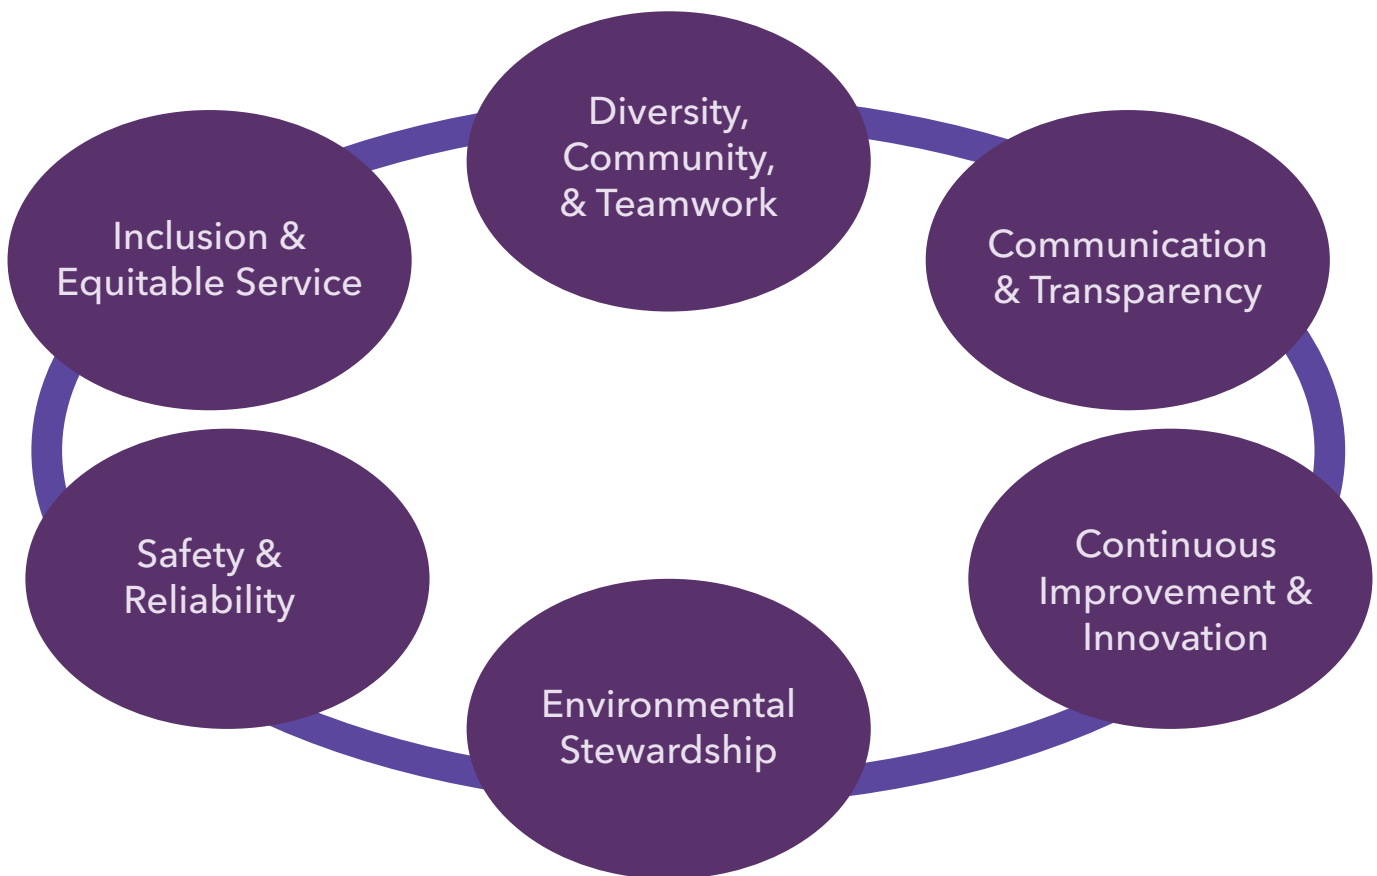 Diversity,
Community,
& Teamwork
Inclusion &
Equitable Service
Communication
& Transparency
Safety &
Reliability
Continuous
Improvement &
Innovation
Environmental
Stewardship